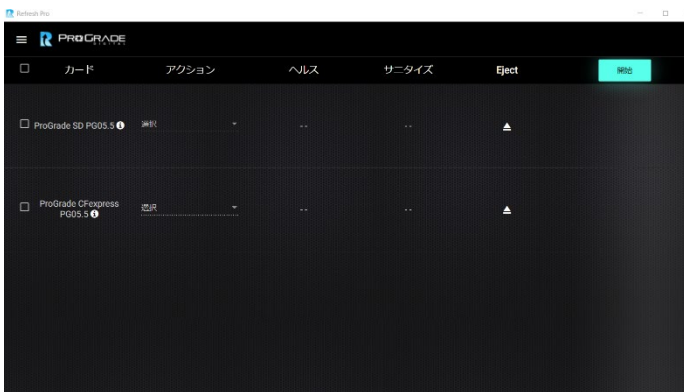 Refresh Pro
PROGRADE
DIGITAL
カード アクション ヘルス サニタイズ Eject 開始
ProGrade SD PG05.5 選択 -- --
ProGrade CFexpress
PG05.5 選択 -- --